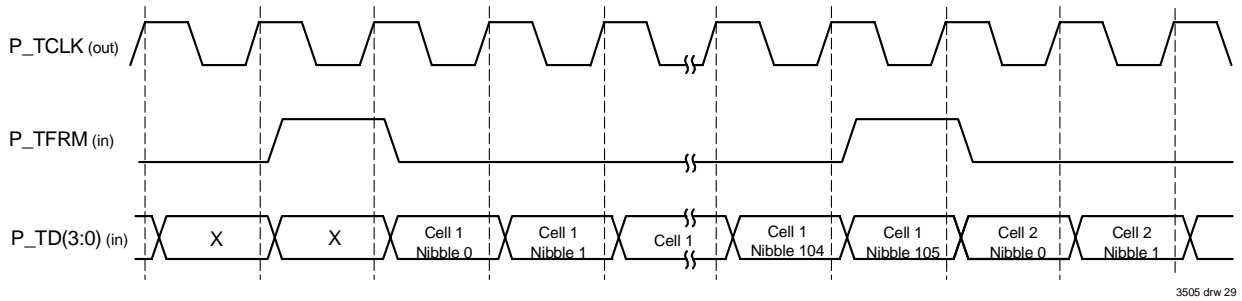 P_TCLK (out)
P_TFRM (in)
P_TD(3:0) (in)
X
X
Cell 1
Nibble 0
Cell 1
Nibble 1
Cell 1
Cell 1
Nibble 104
Cell 1
Nibble 105
Cell 2
Nibble 0
Cell 2
Nibble 1
3505 drw 29